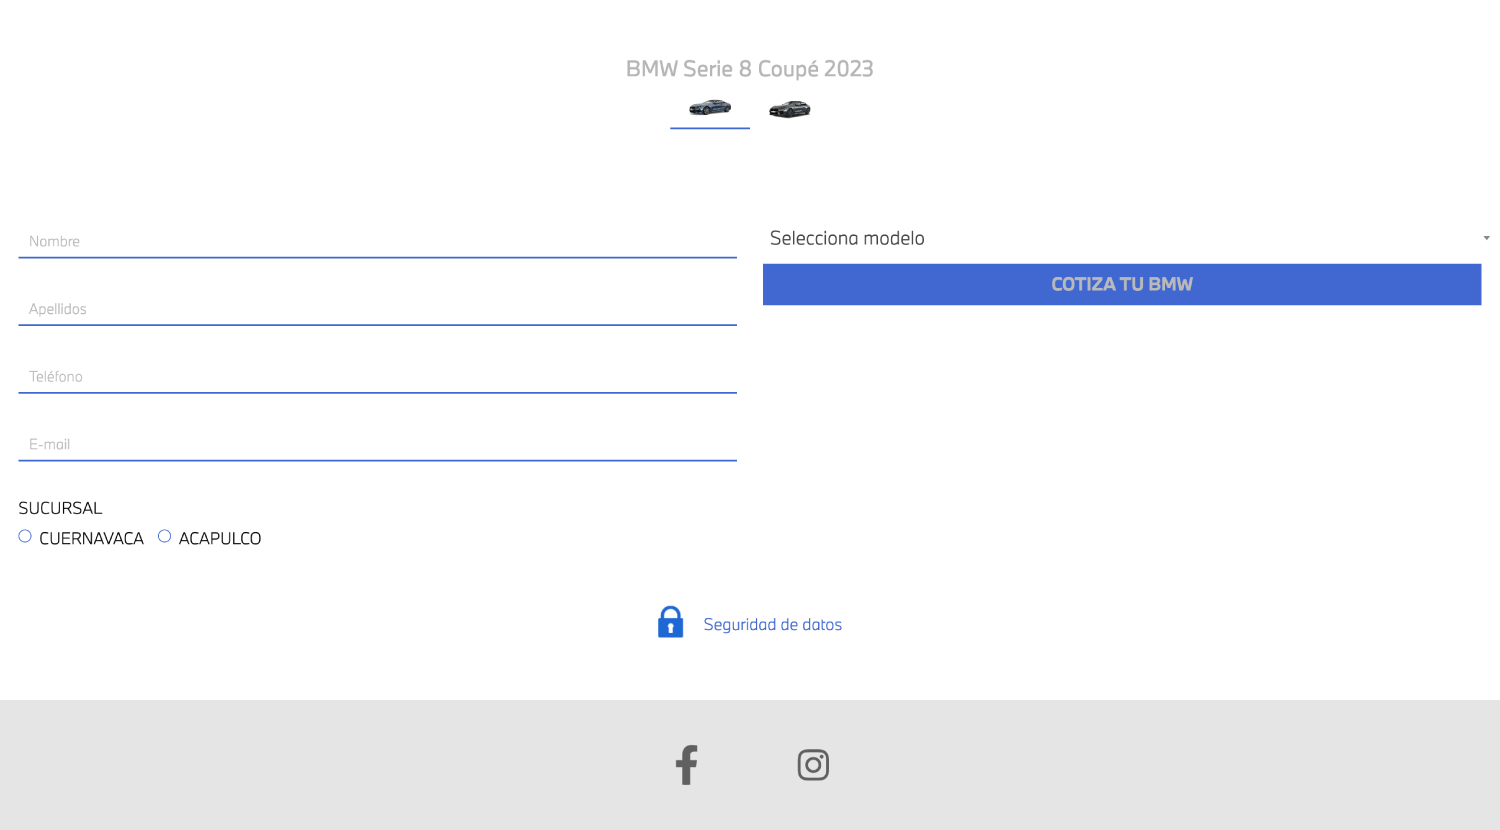 BMW Serie 8 Coupé 2023
Nombre
Apellidos
Teléfono
E-mail
SUCURSAL
CUERNAVACA ACAPULCO
Selecciona modelo
COTIZA TU BMW
Seguridad de datos